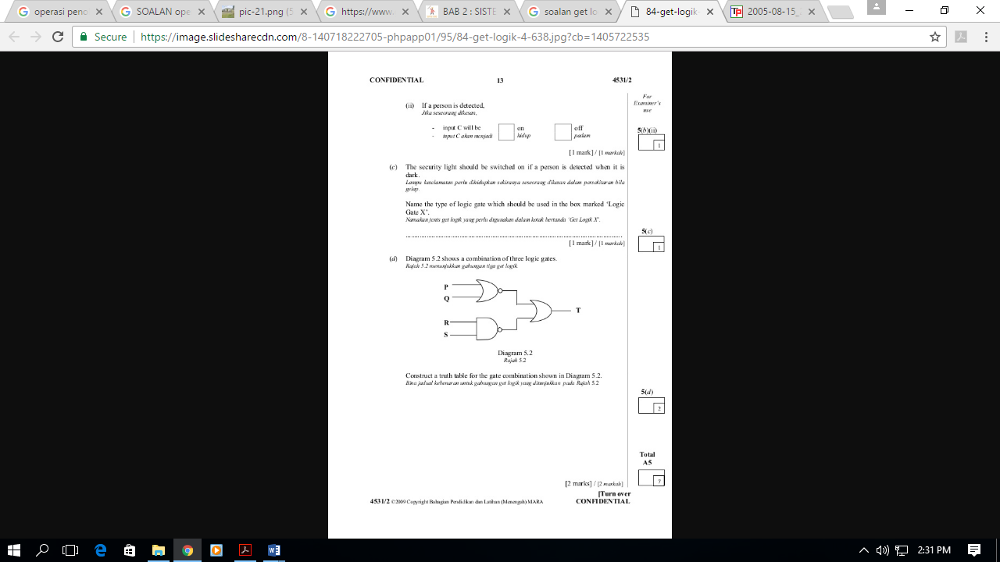 operasi pend
SOALAN ope
pic-21.png (5
https://www.
BAB 2 : SISTE
soalan get lo
84-get-logik-
2005-08-15_
Secure
https://image.slidesharecdn.com/8-140718222705-phpapp01/95/84-get-logik-4-638.jpg?cb=1405722535
CONFIDENTIAL 13 4531/2
For
Examiner's
use
(ii) If a person is detected,
Jika seseorang dikesan,
- input C will be on off
- input C akan menjadi hidup padam
5(b)(ii)
1
[1 mark] / [1 markah]
(c) The security light should be switched on if a person is detected when it is
dark.
Lampu keselamatan perlu dihidupkan sekiranya seseorang dikesan dalam persekitaran bila
gelap.
Name the type of logic gate which should be used in the box marked ‘Logic
Gate X’.
Namakan jenis get logik yang perlu digunakan dalam kotak bertanda ‘Get Logik X’.
5(c)
1
[1 mark] / [1 markah]
(d) Diagram 5.2 shows a combination of three logic gates.
Rajah 5.2 menunjukkan gabungan tiga get logik.
P
Q
T
R
S
Diagram 5.2
Rajah 5.2
Construct a truth table for the gate combination shown in Diagram 5.2.
Bina jadual kebenaran untuk gabungan get logik yang ditunjukkan pada Rajah 5.2
5(d)
2
Total
A5
7
[2 marks] / [2 markah]
[Turn over
4531/2 ©2009 Copyright Bahagian Pendidikan dan Latihan (Menengah) MARA CONFIDENTIAL
2:31 PM